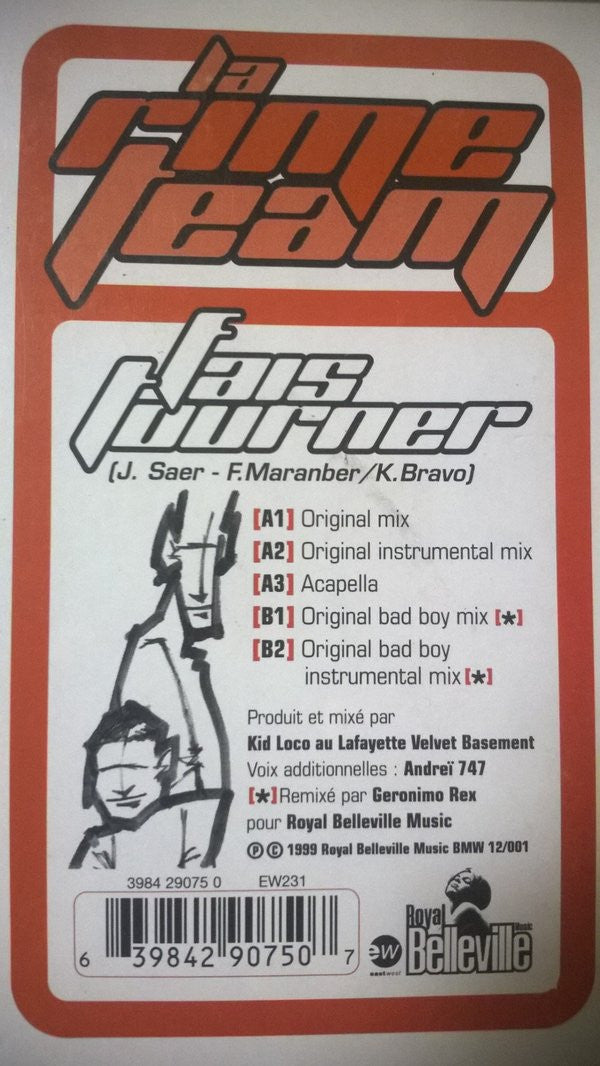 la
rime
team
Fais
tourner
(J. Saer - F.Maranber/K.Bravo)
[A1] Original mix
[A2] Original instrumental mix
[A3] Acapella
[B1] Original bad boy mix [*]
[B2] Original bad boy
instrumental mix [*]
Produit et mixé par
Kid Loco au Lafayette Velvet Basement
Voix additionnelles : Andreï 747
[*] Remixé par Geronimo Rex
pour Royal Belleville Music
Ⓟ © 1999 Royal Belleville Music BMW 12/001
3984 29075 0 EW231
6 39842 90750 7
ew
eastwest
Royal
Belleville
Music